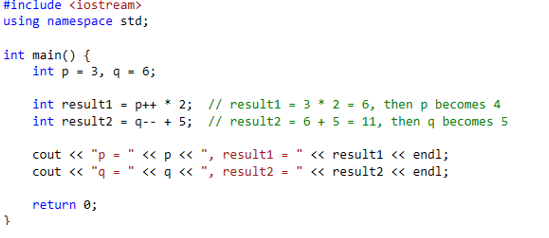 #include <iostream>
using namespace std;
int main() {
int p = 3, q = 6;
int result1 = p++ * 2;  // result1 = 3 * 2 = 6, then p becomes 4
int result2 = q-- + 5;  // result2 = 6 + 5 = 11, then q becomes 5
cout << "p = " << p << ", result1 = " << result1 << endl;
cout << "q = " << q << ", result2 = " << result2 << endl;
return 0;
}